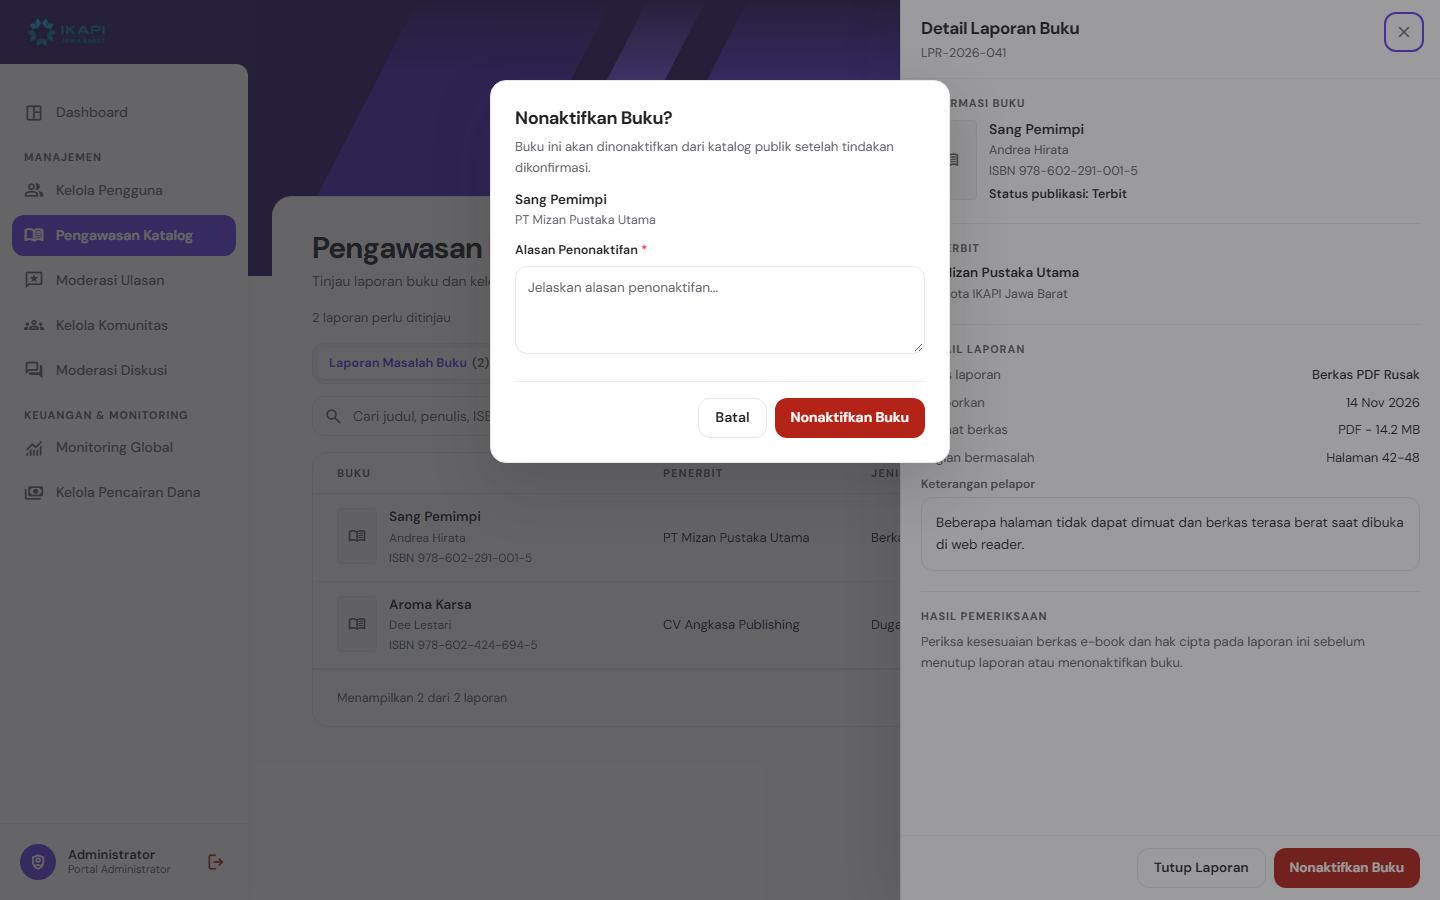 IKAPI
JAWA BARAT
Dashboard
MANAJEMEN
Kelola Pengguna
Pengawasan Katalog
Moderasi Ulasan
Kelola Komunitas
Moderasi Diskusi
KEUANGAN & MONITORING
Monitoring Global
Kelola Pencairan Dana
Administrator
Portal Administrator
Pengawasan
Tinjau laporan buku dan kel
2 laporan perlu ditinjau
Laporan Masalah Buku (2)
Cari judul, penulis, ISB
BUKU PENERBIT JENI
Sang Pemimpi
Andrea Hirata
ISBN 978-602-291-001-5
PT Mizan Pustaka Utama
Berka
Aroma Karsa
Dee Lestari
ISBN 978-602-424-694-5
CV Angkasa Publishing
Duga
Menampilkan 2 dari 2 laporan
Nonaktifkan Buku?
Buku ini akan dinonaktifkan dari katalog publik setelah tindakan
dikonfirmasi.
Sang Pemimpi
PT Mizan Pustaka Utama
Alasan Penonaktifan *
Jelaskan alasan penonaktifan...
Batal
Nonaktifkan Buku
Detail Laporan Buku
LPR-2026-041
RMASI BUKU
Sang Pemimpi
Andrea Hirata
ISBN 978-602-291-001-5
Status publikasi: Terbit
ERBIT
izan Pustaka Utama
ota IKAPI Jawa Barat
IL LAPORAN
laporan Berkas PDF Rusak
orkan 14 Nov 2026
at berkas PDF - 14.2 MB
an bermasalah Halaman 42-48
Keterangan pelapor
Beberapa halaman tidak dapat dimuat dan berkas terasa berat saat dibuka
di web reader.
HASIL PEMERIKSAAN
Periksa kesesuaian berkas e-book dan hak cipta pada laporan ini sebelum
menutup laporan atau menonaktifkan buku.
Tutup Laporan
Nonaktifkan Buku